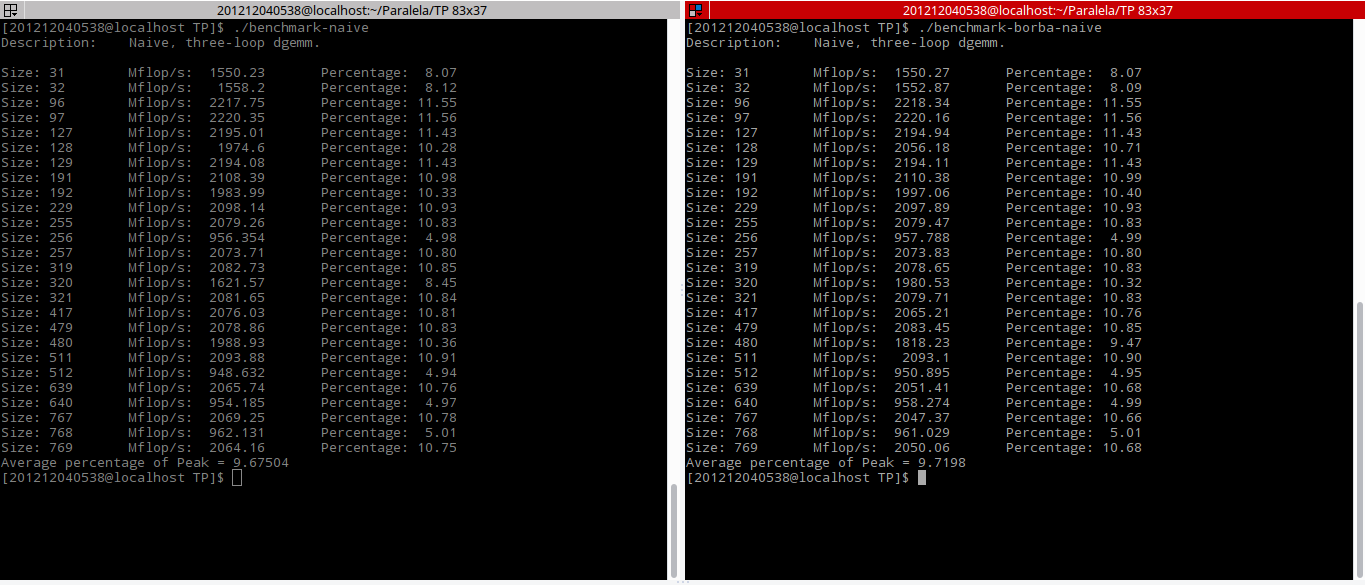 201212040538@localhost:~/Paralela/TP 83x37
[201212040538@localhost TP]$ ./benchmark-naive
Description:    Naive, three-loop dgemm.
Size: 31        Mflop/s:  1550.23       Percentage:  8.07
Size: 32        Mflop/s:   1558.2       Percentage:  8.12
Size: 96        Mflop/s:  2217.75       Percentage: 11.55
Size: 97        Mflop/s:  2220.35       Percentage: 11.56
Size: 127       Mflop/s:  2195.01       Percentage: 11.43
Size: 128       Mflop/s:   1974.6       Percentage: 10.28
Size: 129       Mflop/s:  2194.08       Percentage: 11.43
Size: 191       Mflop/s:  2108.39       Percentage: 10.98
Size: 192       Mflop/s:  1983.99       Percentage: 10.33
Size: 229       Mflop/s:  2098.14       Percentage: 10.93
Size: 255       Mflop/s:  2079.26       Percentage: 10.83
Size: 256       Mflop/s:  956.354       Percentage:  4.98
Size: 257       Mflop/s:  2073.71       Percentage: 10.80
Size: 319       Mflop/s:  2082.73       Percentage: 10.85
Size: 320       Mflop/s:  1621.57       Percentage:  8.45
Size: 321       Mflop/s:  2081.65       Percentage: 10.84
Size: 417       Mflop/s:  2076.03       Percentage: 10.81
Size: 479       Mflop/s:  2078.86       Percentage: 10.83
Size: 480       Mflop/s:  1988.93       Percentage: 10.36
Size: 511       Mflop/s:  2093.88       Percentage: 10.91
Size: 512       Mflop/s:  948.632       Percentage:  4.94
Size: 639       Mflop/s:  2065.74       Percentage: 10.76
Size: 640       Mflop/s:  954.185       Percentage:  4.97
Size: 767       Mflop/s:  2069.25       Percentage: 10.78
Size: 768       Mflop/s:  962.131       Percentage:  5.01
Size: 769       Mflop/s:  2064.16       Percentage: 10.75
Average percentage of Peak = 9.67504
[201212040538@localhost TP]$
201212040538@localhost:~/Paralela/TP 83x37
[201212040538@localhost TP]$ ./benchmark-borba-naive
Description:    Naive, three-loop dgemm.
Size: 31        Mflop/s:  1550.27       Percentage:  8.07
Size: 32        Mflop/s:  1552.87       Percentage:  8.09
Size: 96        Mflop/s:  2218.34       Percentage: 11.55
Size: 97        Mflop/s:  2220.16       Percentage: 11.56
Size: 127       Mflop/s:  2194.94       Percentage: 11.43
Size: 128       Mflop/s:  2056.18       Percentage: 10.71
Size: 129       Mflop/s:  2194.11       Percentage: 11.43
Size: 191       Mflop/s:  2110.38       Percentage: 10.99
Size: 192       Mflop/s:  1997.06       Percentage: 10.40
Size: 229       Mflop/s:  2097.89       Percentage: 10.93
Size: 255       Mflop/s:  2079.47       Percentage: 10.83
Size: 256       Mflop/s:  957.788       Percentage:  4.99
Size: 257       Mflop/s:  2073.83       Percentage: 10.80
Size: 319       Mflop/s:  2078.65       Percentage: 10.83
Size: 320       Mflop/s:  1980.53       Percentage: 10.32
Size: 321       Mflop/s:  2079.71       Percentage: 10.83
Size: 417       Mflop/s:  2065.21       Percentage: 10.76
Size: 479       Mflop/s:  2083.45       Percentage: 10.85
Size: 480       Mflop/s:  1818.23       Percentage:  9.47
Size: 511       Mflop/s:   2093.1       Percentage: 10.90
Size: 512       Mflop/s:  950.895       Percentage:  4.95
Size: 639       Mflop/s:  2051.41       Percentage: 10.68
Size: 640       Mflop/s:  958.274       Percentage:  4.99
Size: 767       Mflop/s:  2047.37       Percentage: 10.66
Size: 768       Mflop/s:  961.029       Percentage:  5.01
Size: 769       Mflop/s:  2050.06       Percentage: 10.68
Average percentage of Peak = 9.7198
[201212040538@localhost TP]$